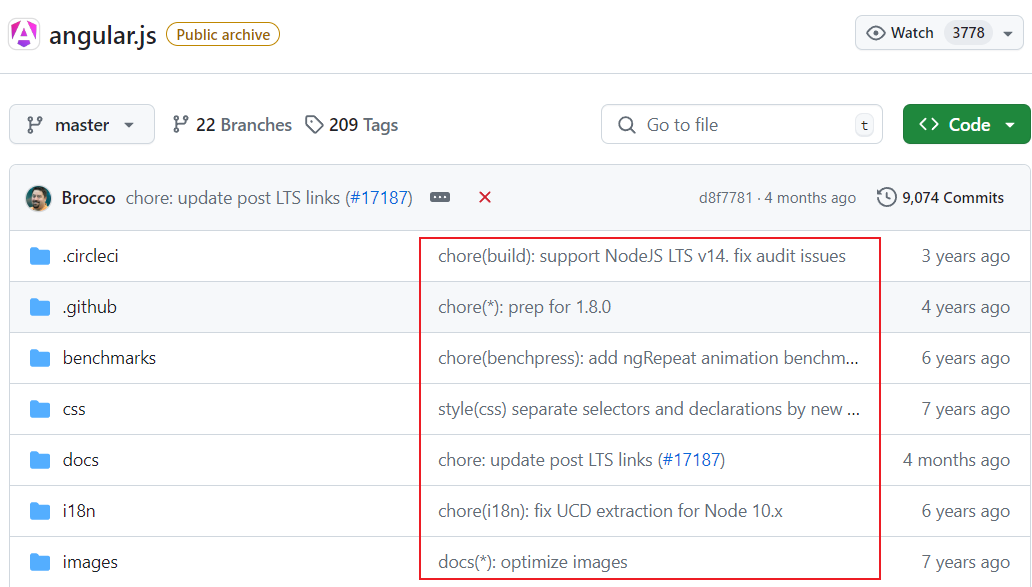 angular.js Public archive Watch 3778
master 22 Branches 209 Tags Go to file t Code
Brocco chore: update post LTS links (#17187) d8f7781 · 4 months ago 9,074 Commits
.circleci chore(build): support NodeJS LTS v14. fix audit issues 3 years ago
.github chore(*): prep for 1.8.0 4 years ago
benchmarks chore(benchpress): add ngRepeat animation benchm... 6 years ago
css style(css) separate selectors and declarations by new ... 7 years ago
docs chore: update post LTS links (#17187) 4 months ago
i18n chore(i18n): fix UCD extraction for Node 10.x 6 years ago
images docs(*): optimize images 7 years ago